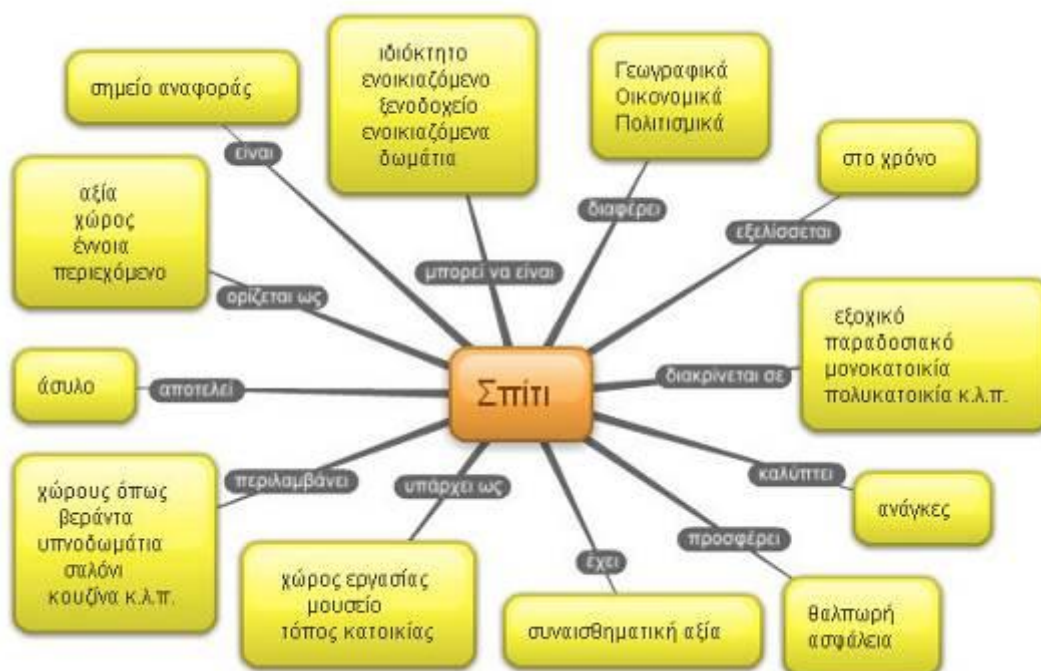 σημείο αναφοράς
ιδιόκτητο
ενοικιαζόμενο
ξενοδοχείο
ενοικιαζόμενα
δωμάτια
Γεωγραφικά
Οικονομικά
Πολιτισμικά
στο χρόνο
είναι
μπορεί να είναι
διαφέρει
εξελίσσεται
αξία
χώρος
έννοια
περιεχόμενο
ορίζεται ως
Σπίτι
διακρίνεται σε
εξοχικό
παραδοσιακό
μονοκατοικία
πολυκατοικία κ.λ.π.
άσυλο
αποτελεί
περιλαμβάνει
χώρους όπως
βεράντα
υπνοδωμάτια
σαλόνι
κουζίνα κ.λ.π.
υπάρχει ως
χώρος εργασίας
μουσείο
τόπος κατοικίας
έχει
συναισθηματική αξία
προσφέρει
θαλπωρή
ασφάλεια
καλύπτει
ανάγκες